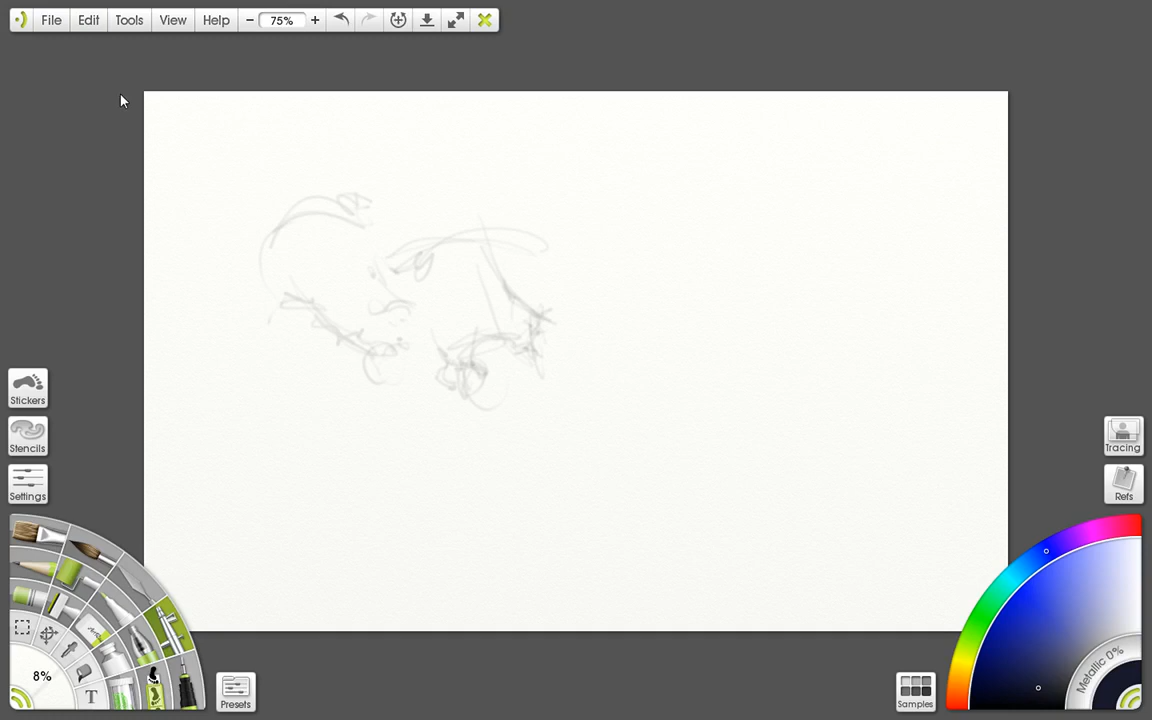 File Edit Tools View Help 75%
Stickers
Stencils
Settings
Tracing
Refs
Metallic 0%
8%
T
Presets
Samples